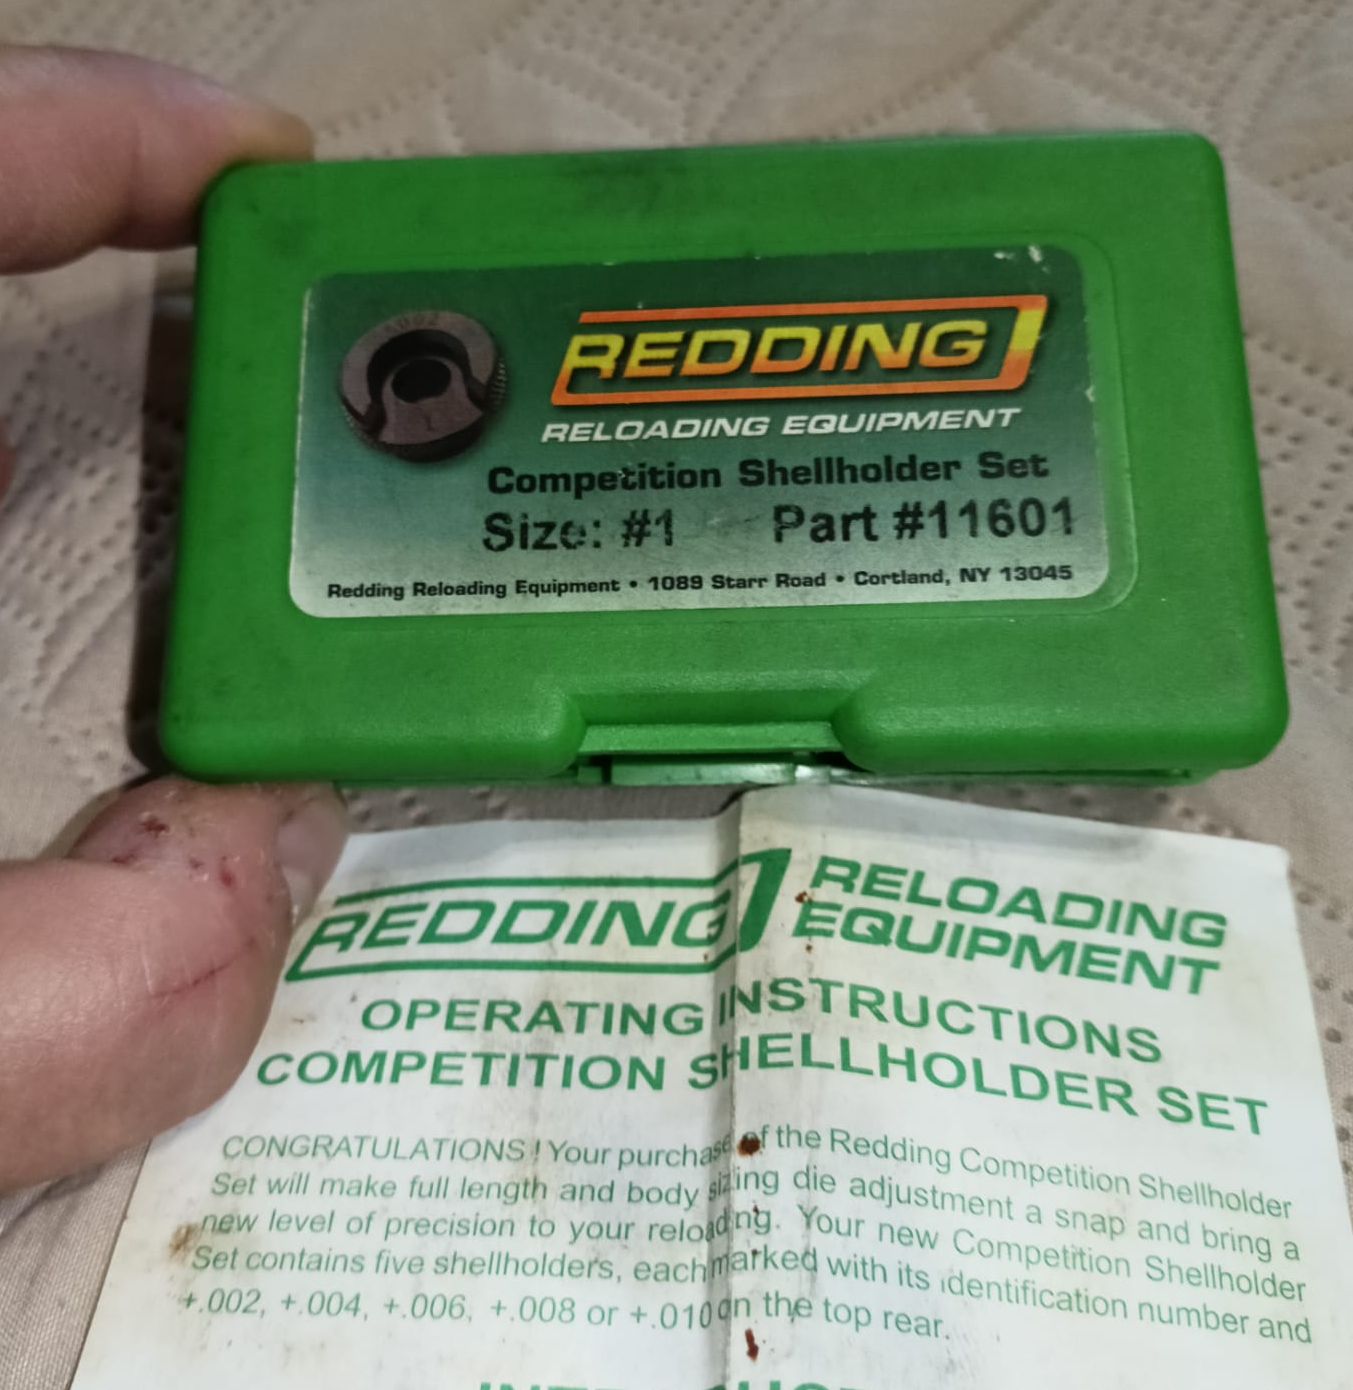 REDDING
RELOADING EQUIPMENT
Competition Shellholder Set
Size: #1 Part #11601
Redding Reloading Equipment • 1089 Starr Road • Cortland, NY 13045
REDDING RELOADING
EQUIPMENT
OPERATING INSTRUCTIONS
COMPETITION SHELLHOLDER SET
CONGRATULATIONS! Your purchase of the Redding Competition Shellholder
Set will make full length and body sizing die adjustment a snap and bring a
new level of precision to your reloading. Your new Competition Shellholder
Set contains five shellholders, each marked with its identification number and
+.002, +.004, +.006, +.008 or +.010 on the top rear.